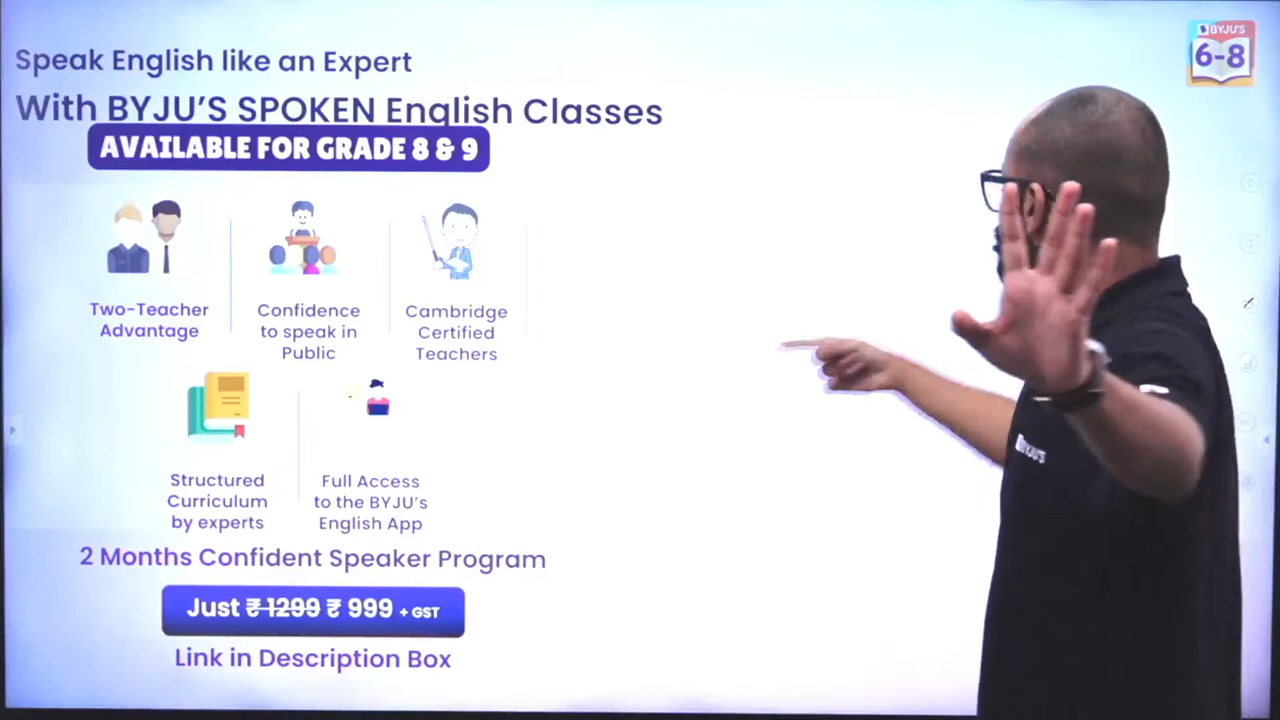 Speak English like an Expert
With BYJU'S SPOKEN English Classes
AVAILABLE FOR GRADE 8 & 9
Two-Teacher
Advantage
Confidence
to speak in
Public
Cambridge
Certified
Teachers
Structured
Curriculum
by experts
Full Access
to the BYJU's
English App
2 Months Confident Speaker Program
Just ₹ 1299 ₹ 999 + GST
Link in Description Box
BYJU'S
6-8
BYJU'S